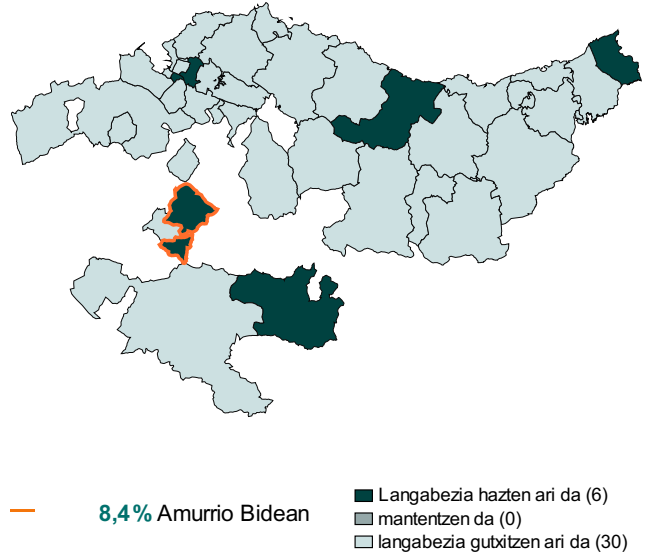 8,4% Amurrio Bidean
Langabezia hazten ari da (6)
mantentzen da (0)
langabezia gutxitzen ari da (30)